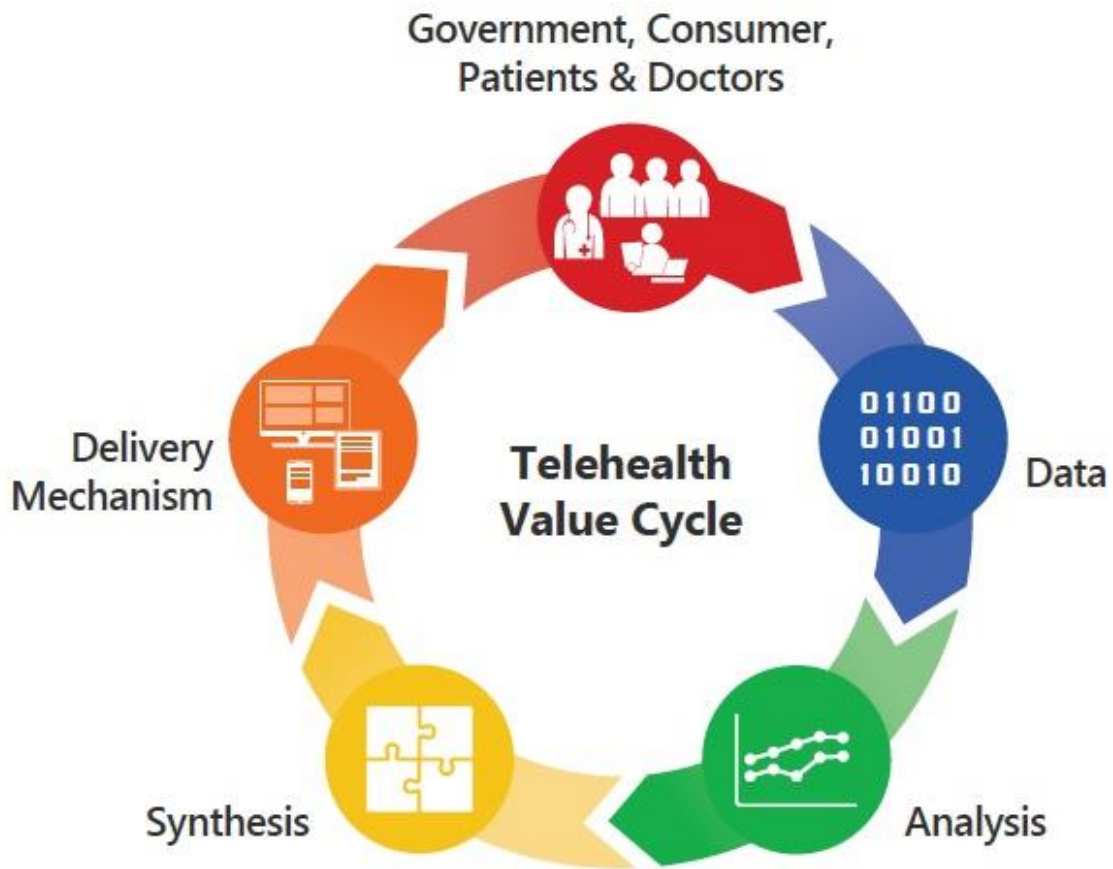 Government, Consumer,
Patients & Doctors
01100
01001
10010
Data
Telehealth
Value Cycle
Delivery
Mechanism
Synthesis
Analysis